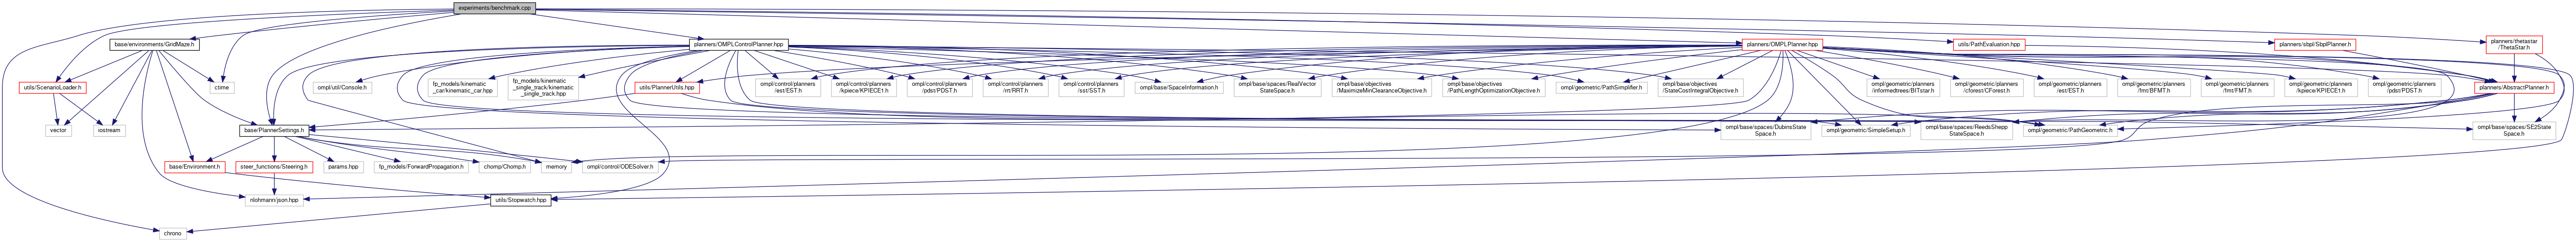 experiments/benchmark.cpp
base/environments/GridMaze.h
planners/OMPLControlPlanner.hpp
planners/OMPLPlanner.hpp
utils/PathEvaluation.hpp
planners/sbpl/SbplPlanner.h
planners/thetastar
/ThetaStar.h
utils/ScenarioLoader.h
ctime
ompl/util/Console.h
fp_models/kinematic
_car/kinematic_car.hpp
fp_models/kinematic
_single_track/kinematic
_single_track.hpp
utils/PlannerUtils.hpp
ompl/control/planners
/est/EST.h
ompl/control/planners
/kpiece/KPIECE1.h
ompl/control/planners
/pdst/PDST.h
ompl/control/planners
/rrt/RRT.h
ompl/control/planners
/sst/SST.h
ompl/base/SpaceInformation.h
ompl/base/spaces/RealVector
StateSpace.h
ompl/base/objectives
/MaximizeMinClearanceObjective.h
ompl/base/objectives
/PathLengthOptimizationObjective.h
ompl/geometric/PathSimplifier.h
ompl/base/objectives
/StateCostIntegralObjective.h
ompl/geometric/planners
/informedtrees/BITstar.h
ompl/geometric/planners
/cforest/CForest.h
ompl/geometric/planners
/est/EST.h
ompl/geometric/planners
/fmt/BFMT.h
ompl/geometric/planners
/fmt/FMT.h
ompl/geometric/planners
/kpiece/KPIECE1.h
ompl/geometric/planners
/pdst/PDST.h
planners/AbstractPlanner.h
vector
iostream
base/PlannerSettings.h
ompl/base/spaces/DubinsState
Space.h
ompl/geometric/SimpleSetup.h
ompl/base/spaces/ReedsShepp
StateSpace.h
ompl/geometric/PathGeometric.h
ompl/base/spaces/SE2State
Space.h
base/Environment.h
steer_functions/Steering.h
params.hpp
fp_models/ForwardPropagation.h
chomp/Chomp.h
memory
ompl/control/ODESolver.h
nlohmann/json.hpp
utils/Stopwatch.hpp
chrono